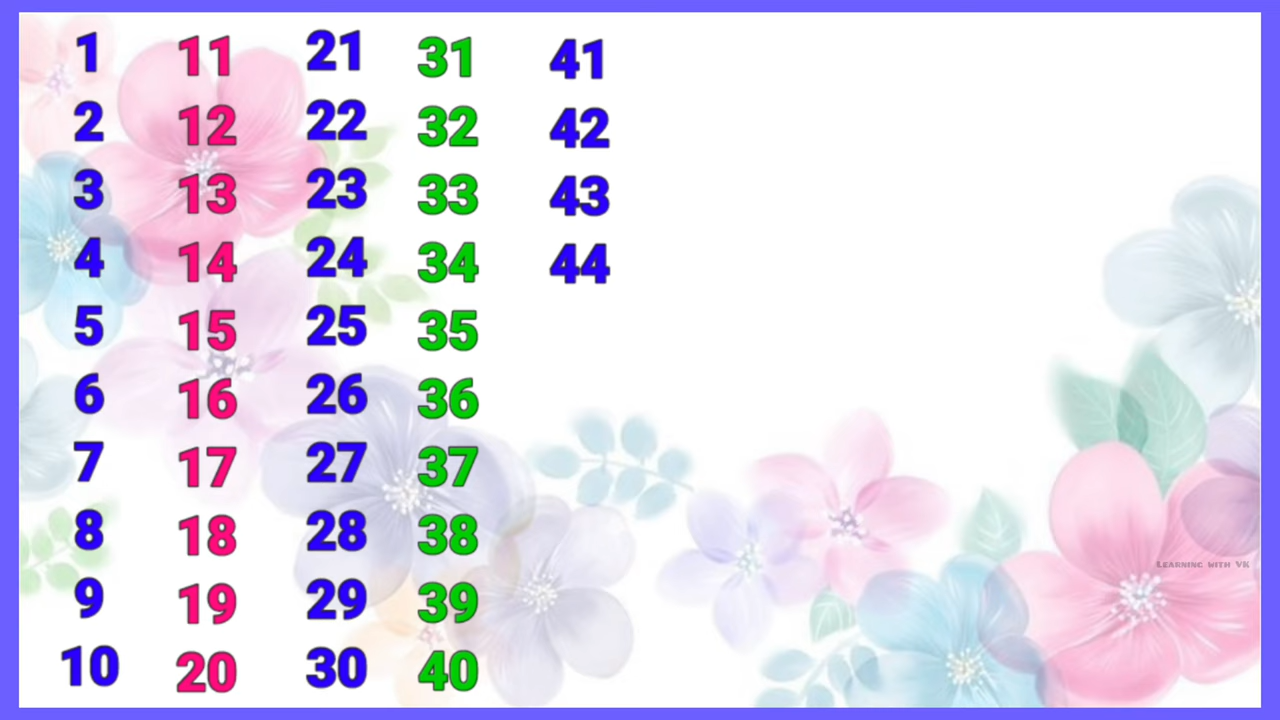 1 11 21 31 41
2 12 22 32 42
3 13 23 33 43
4 14 24 34 44
5 15 25 35
6 16 26 36
7 17 27 37
8 18 28 38
9 19 29 39
10 20 30 40
Learning with VK